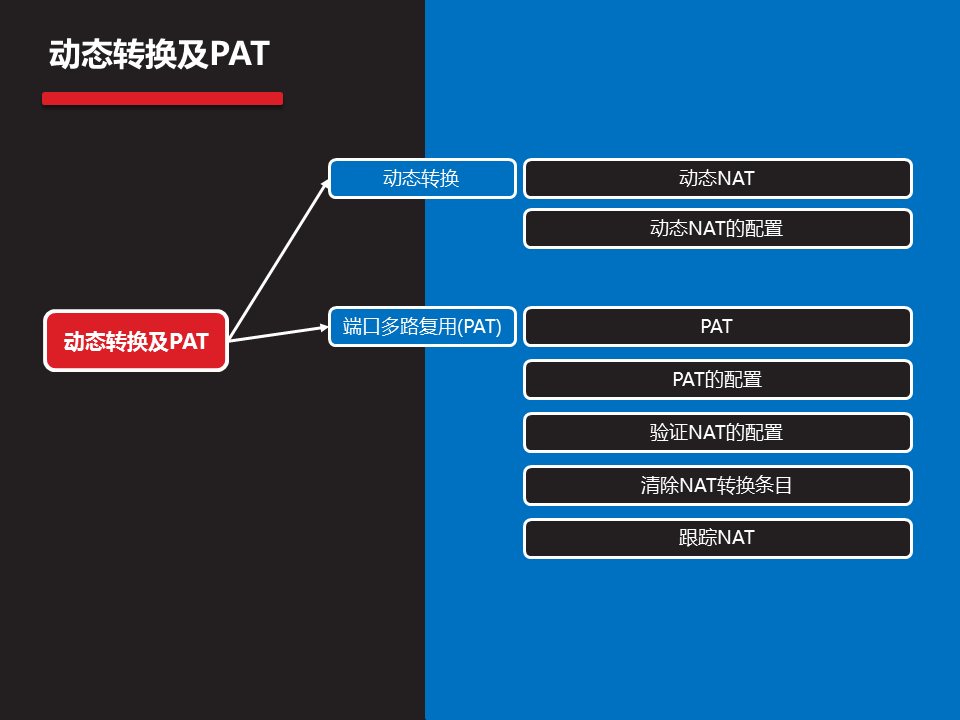 动态转换及PAT
动态转换及PAT
动态转换
动态NAT
动态NAT的配置
端口多路复用(PAT)
PAT
PAT的配置
验证NAT的配置
清除NAT转换条目
跟踪NAT